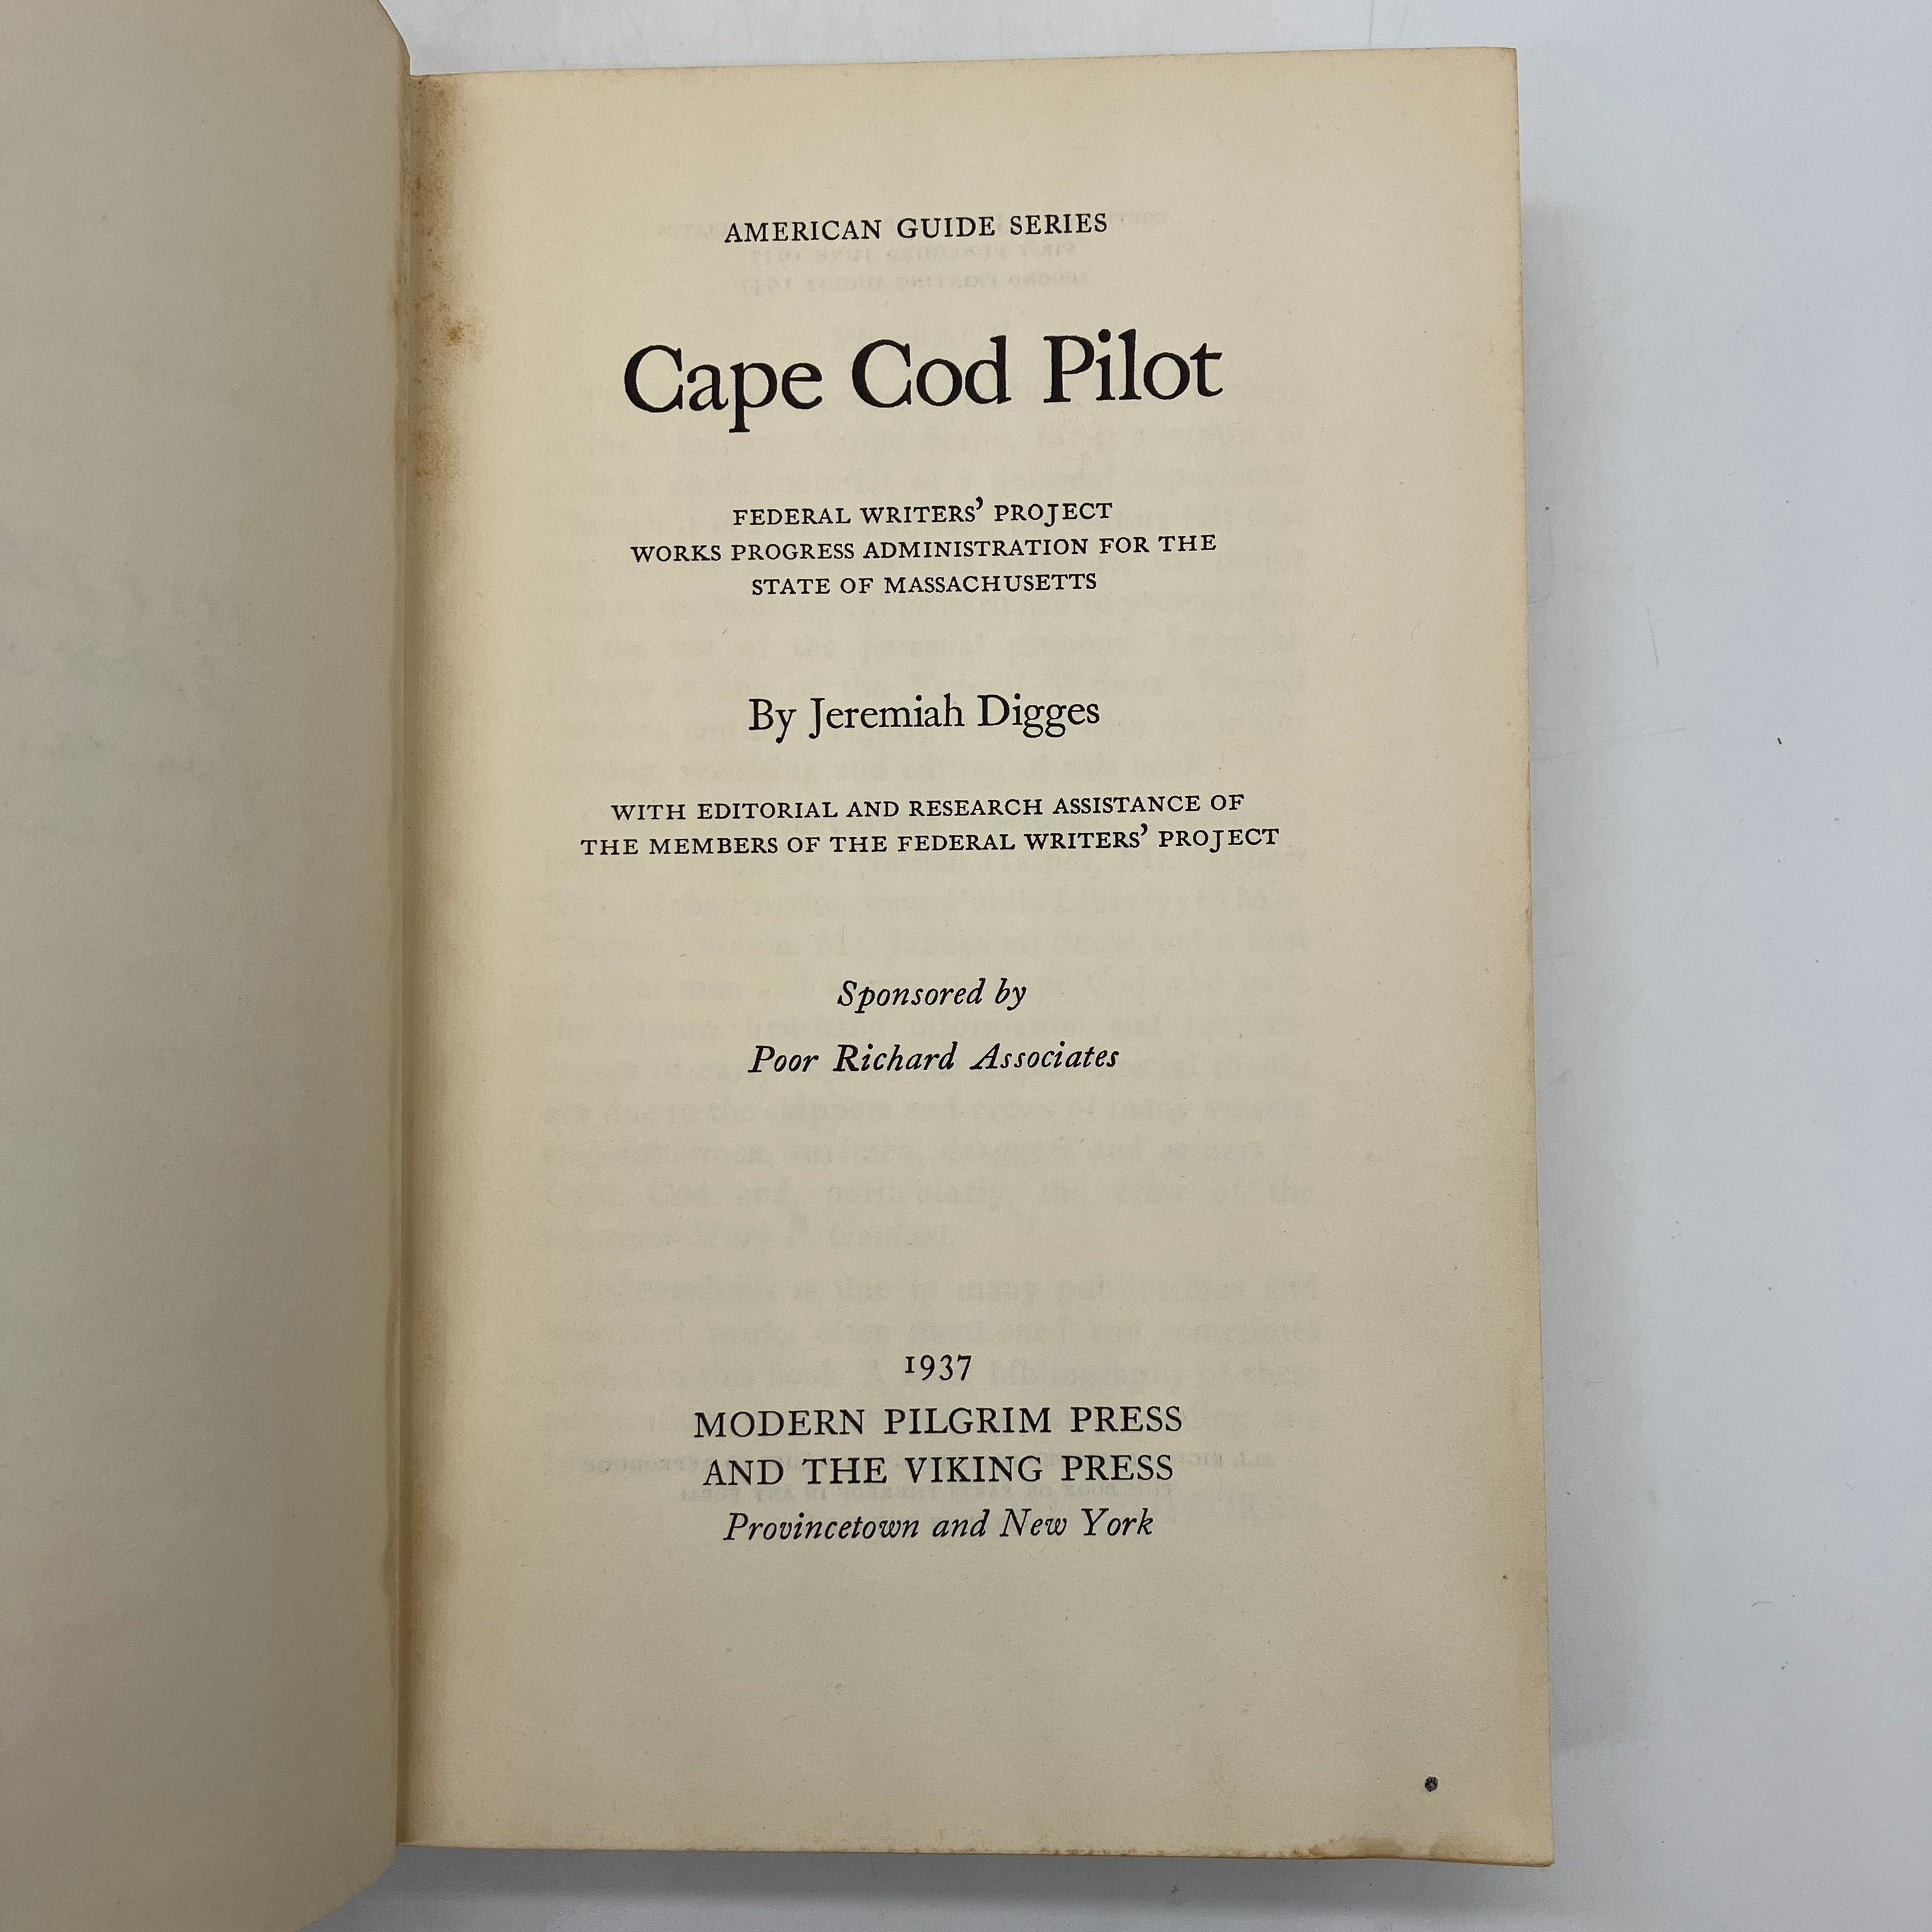 AMERICAN GUIDE SERIES
Cape Cod Pilot
FEDERAL WRITERS' PROJECT
WORKS PROGRESS ADMINISTRATION FOR THE
STATE OF MASSACHUSETTS
By Jeremiah Digges
WITH EDITORIAL AND RESEARCH ASSISTANCE OF
THE MEMBERS OF THE FEDERAL WRITERS' PROJECT
Sponsored by
Poor Richard Associates
1937
MODERN PILGRIM PRESS
AND THE VIKING PRESS
Provincetown and New York